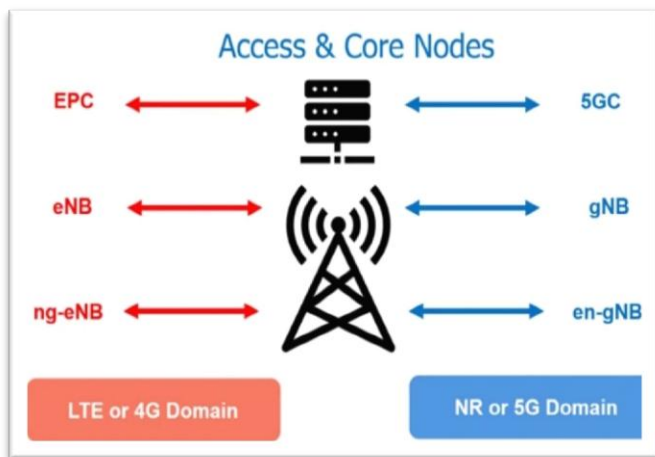 Access & Core Nodes
EPC 5GC
eNB gNB
ng-eNB en-gNB
LTE or 4G Domain NR or 5G Domain